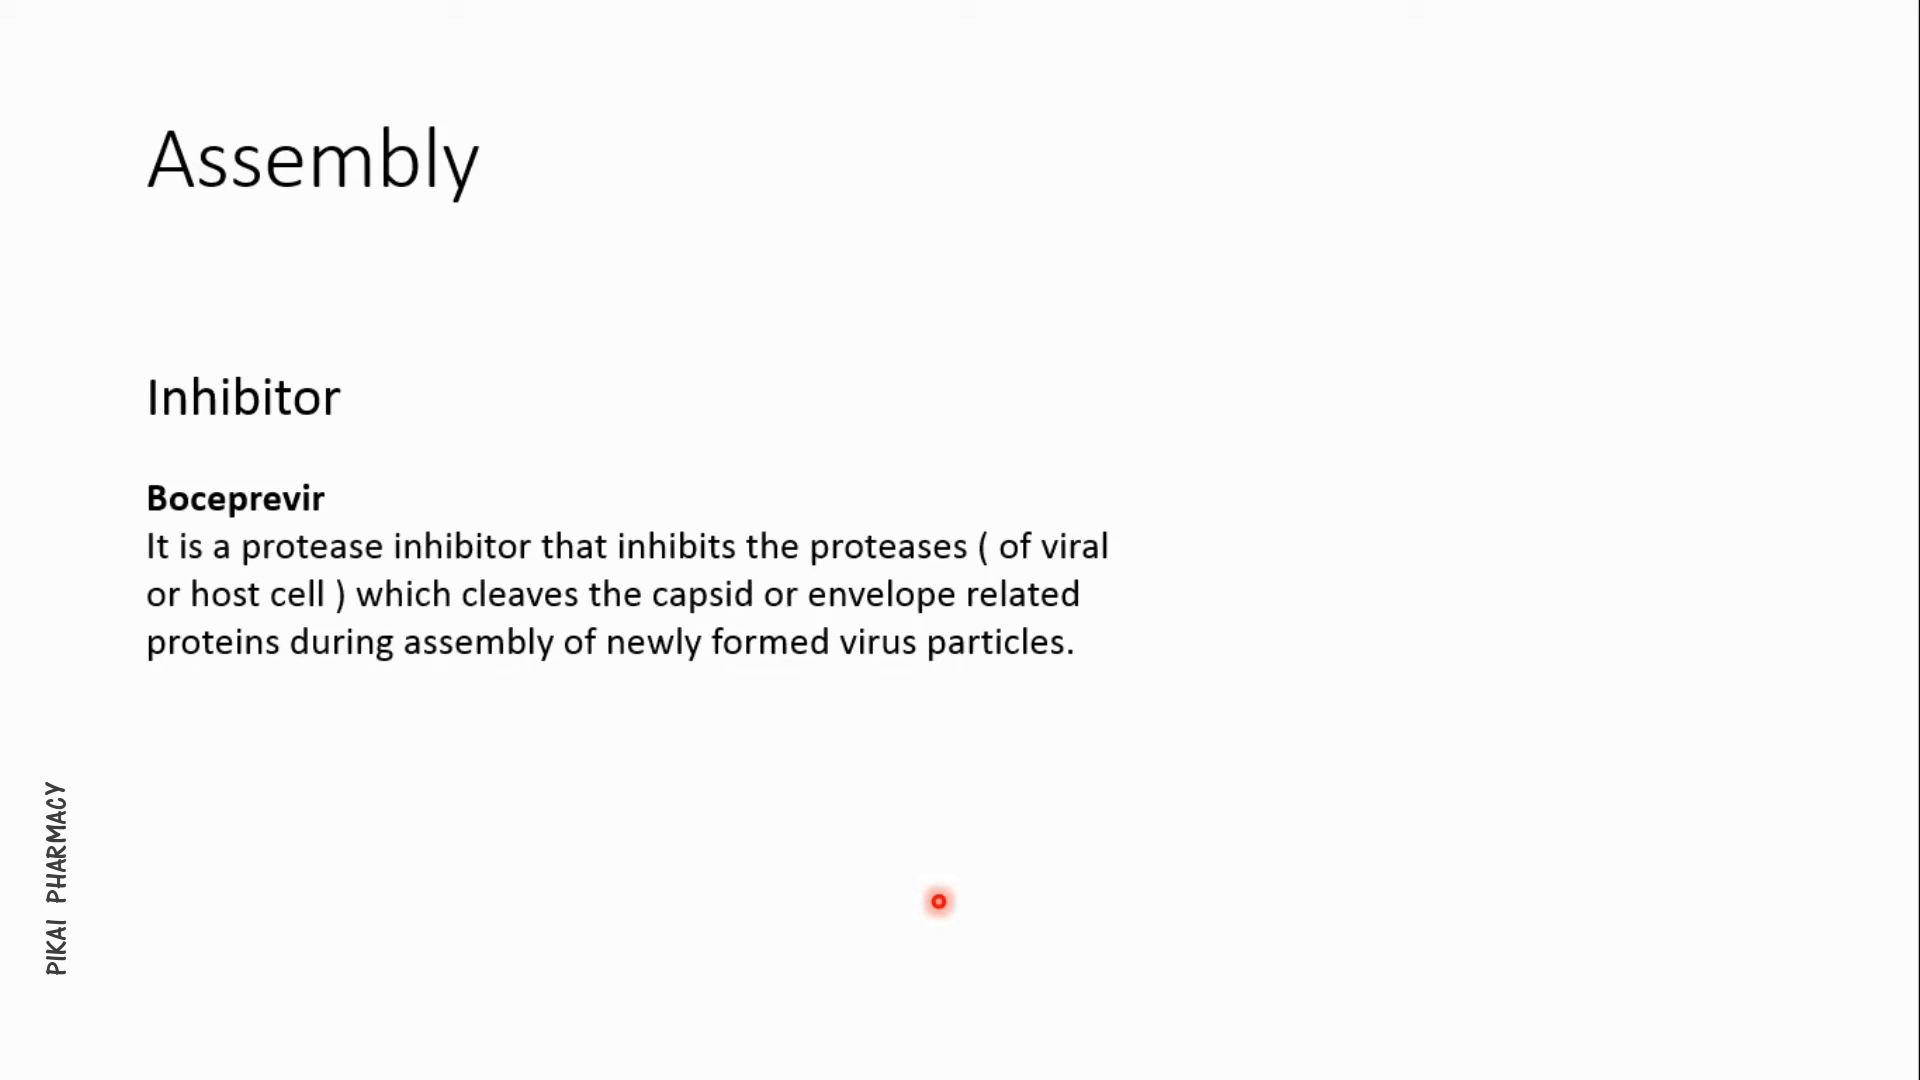 Assembly
Inhibitor
Boceprevir
It is a protease inhibitor that inhibits the proteases ( of viral
or host cell ) which cleaves the capsid or envelope related
proteins during assembly of newly formed virus particles.
PIKAI PHARMACY